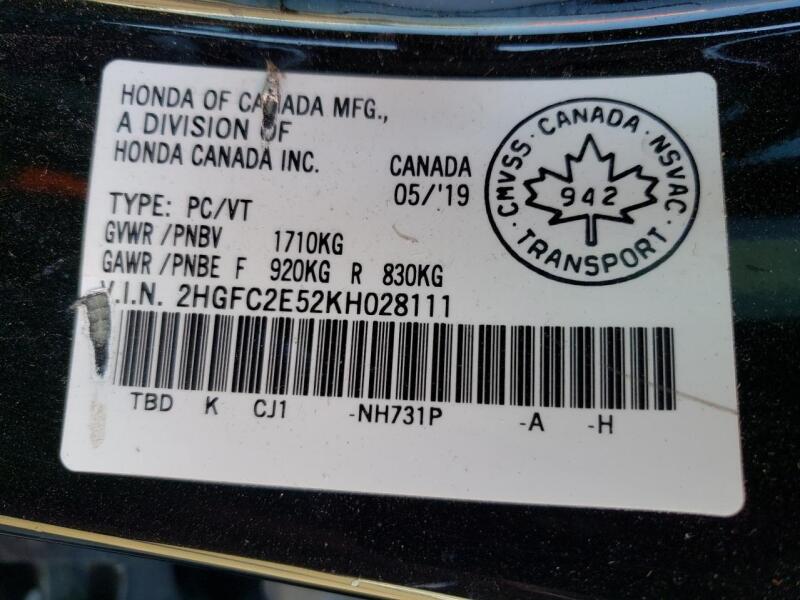 HONDA OF CANADA MFG.,
A DIVISION OF
HONDA CANADA INC.
CANADA
05/'19
CMVSS · CANADA · NSVAC
942
TRANSPORT
TYPE: PC/VT
GVWR /PNBV 1710KG
GAWR /PNBE F 920KG R 830KG
V.I.N. 2HGFC2E52KH028111
TBD K CJ1 -NH731P -A -H